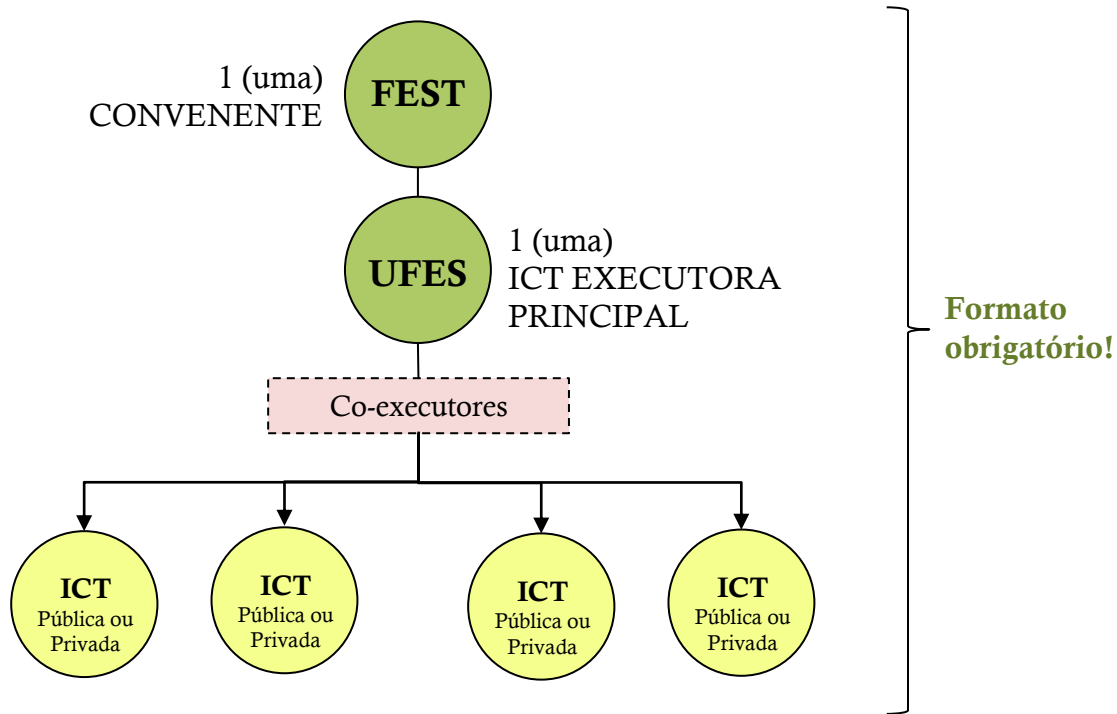 1 (uma)
CONVENENTE
FEST
UFES
1 (uma)
ICT EXECUTORA
PRINCIPAL
Formato
obrigatório!
Co-executores
ICT
Pública ou
Privada
ICT
Pública ou
Privada
ICT
Pública ou
Privada
ICT
Pública ou
Privada